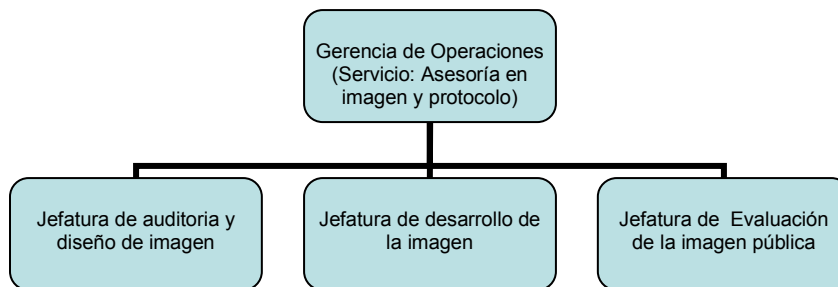 Gerencia de Operaciones
(Servicio: Asesoría en
imagen y protocolo)
Jefatura de auditoria y
diseño de imagen
Jefatura de desarrollo de
la imagen
Jefatura de  Evaluación
de la imagen pública